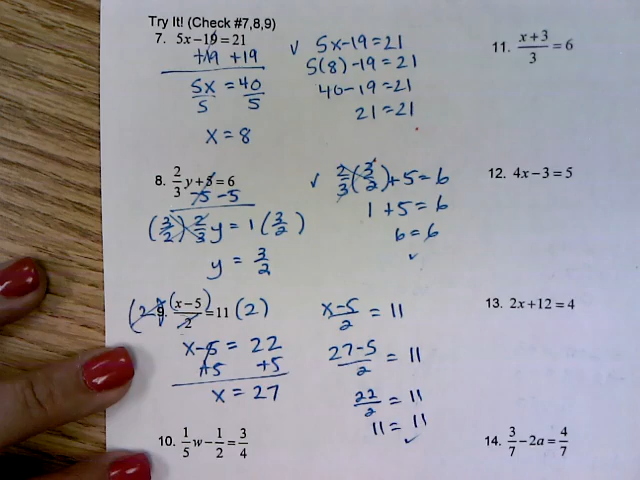 Try It! (Check #7,8,9)
7. 5x−19=21
+19 +19
5x/5 = 40/5
x = 8
√ 5x−19=21
5(8)−19=21
40−19=21
21=21
8. 2/3 y+5=6
−5 −5
(3/2) 2/3 y = 1 (3/2)
y = 3/2
√ 2/3 (3/2)+5=6
1+5=6
6=6
✓
(2) 9. (x−5)/2 =11 (2)
x−5 = 22
+5 +5
x = 27
x−5/2 = 11
27−5/2 = 11
22/2 = 11
11 = 11
✓
10. 1/5 w − 1/2 = 3/4
11. x+3/3 = 6
12. 4x−3=5
13. 2x+12=4
14. 3/7 −2a= 4/7